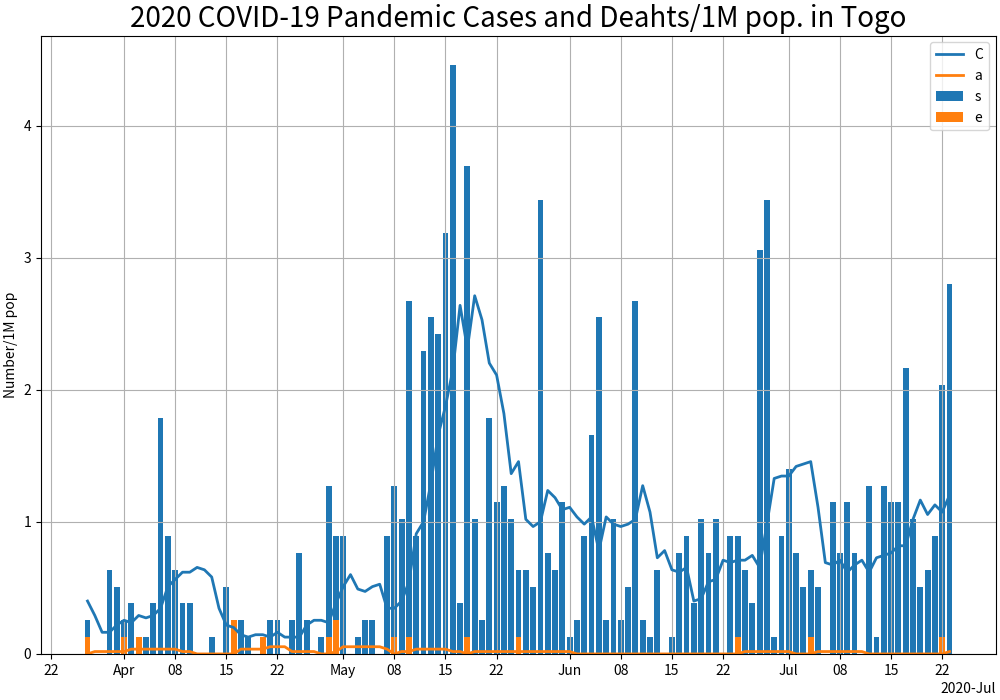 2020 COVID-19 Pandemic Cases and Deahts/1M pop. in Togo
C
a
s
e
Number/1M pop
4
3
2
1
0
22 Apr 08 15 22 May 08 15 22 Jun 08 15 22 Jul 08 15 22
2020-Jul